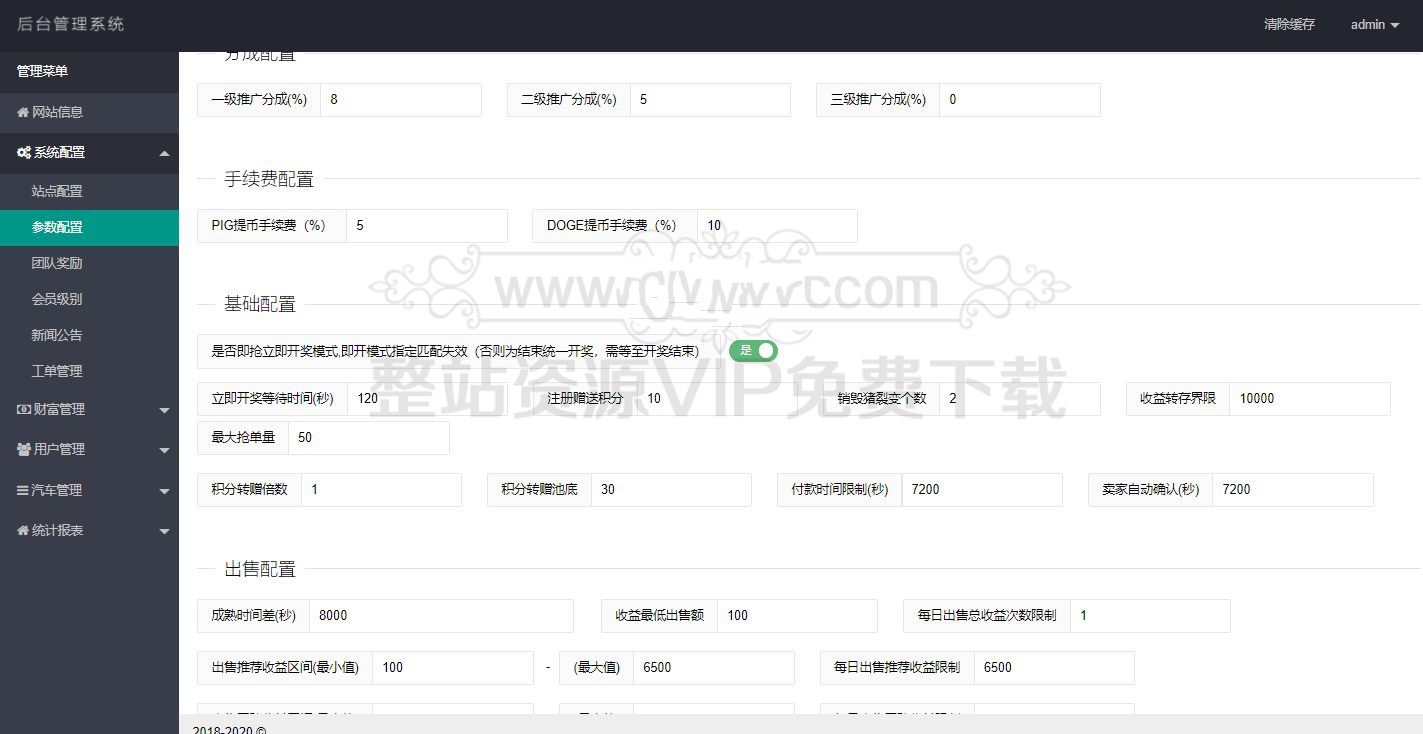 后台管理系统 清除缓存 admin
管理菜单
网站信息
系统配置
站点配置
参数配置
团队奖励
会员级别
新闻公告
工单管理
财富管理
用户管理
汽车管理
统计报表
分成配置
一级推广分成(%) 8 二级推广分成(%) 5 三级推广分成(%) 0
手续费配置
PIG提币手续费（%） 5 DOGE提币手续费（%） 10
基础配置
是否即抢立即开奖模式,即开模式指定匹配失效（否则为结束统一开奖，需等至开奖结束） 是
立即开奖等待时间(秒) 120 注册赠送积分 10 销毁猪裂变个数 2 收益转存界限 10000
整站资源VIP免费下载
最大抢单量 50
积分转赠倍数 1 积分转赠池底 30 付款时间限制(秒) 7200 卖家自动确认(秒) 7200
出售配置
成熟时间差(秒) 8000 收益最低出售额 100 每日出售总收益次数限制 1
出售推荐收益区间(最小值) 100 - (最大值) 6500 每日出售推荐收益限制 6500
2018-2020 ©